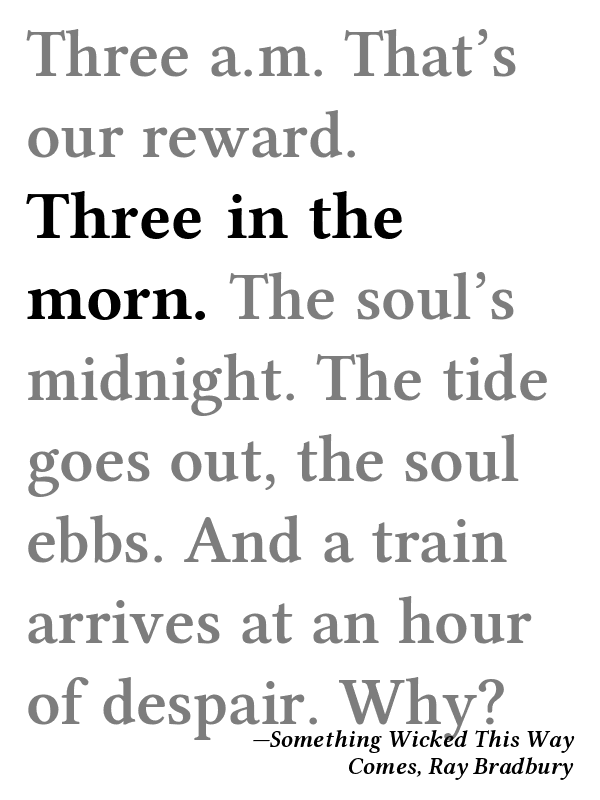 Three a.m. That’s
our reward.
Three in the
morn. The soul’s
midnight. The tide
goes out, the soul
ebbs. And a train
arrives at an hour
of despair. Why?
—Something Wicked This Way
Comes, Ray Bradbury